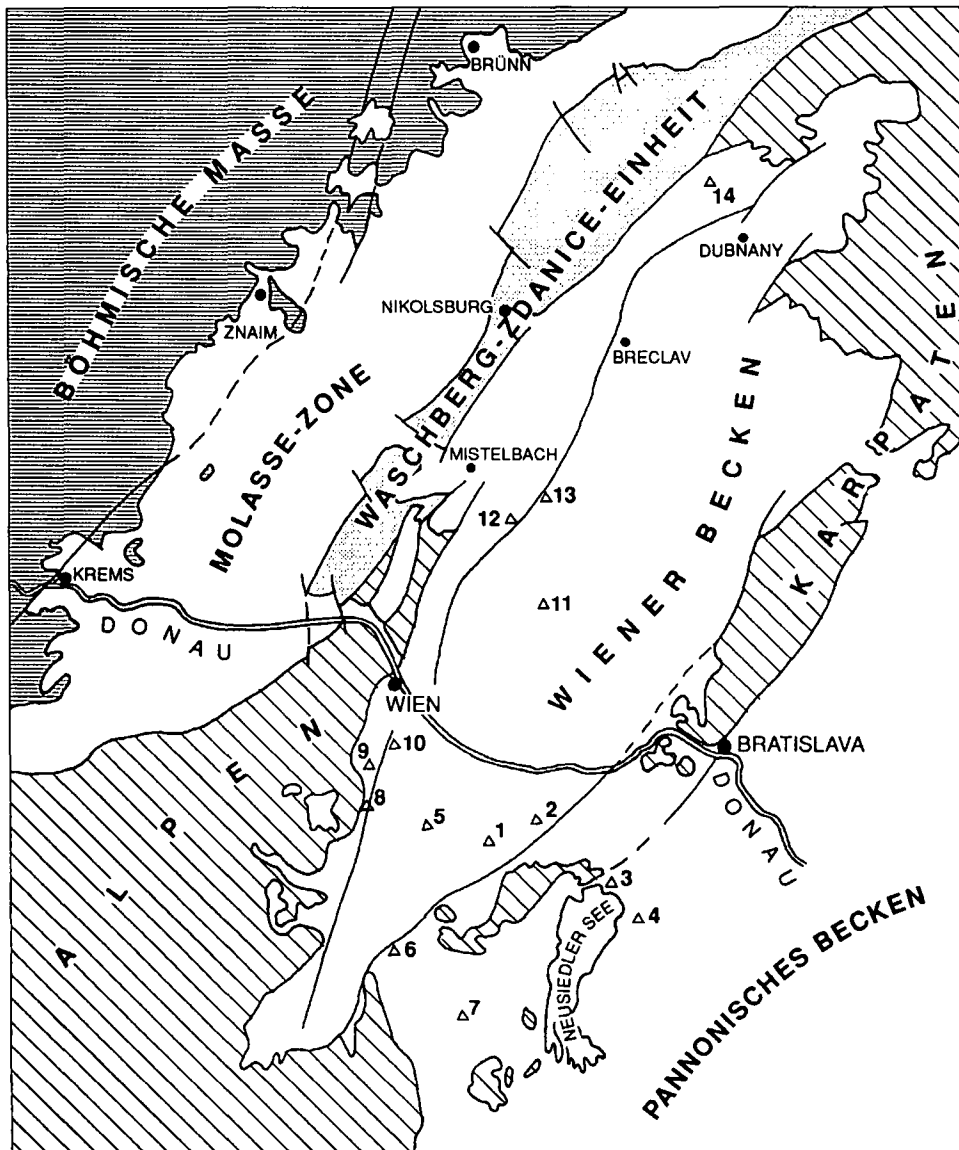 BRÜNN
BÖHMISCHE MASSE
WASCHBERG-ZDANICE-EINHEIT
14
DUBNANY
KARPATEN
ZNAIM
NIKOLSBURG
BRECLAV
MOLASSE-ZONE
MISTELBACH
13
12
WIENER BECKEN
KREMS
11
DONAU
WIEN
10
9
BRATISLAVA
ALPEN
8
5
2
1
DONAU
3
4
NEUSIEDLER SEE
6
7
PANNONISCHES BECKEN